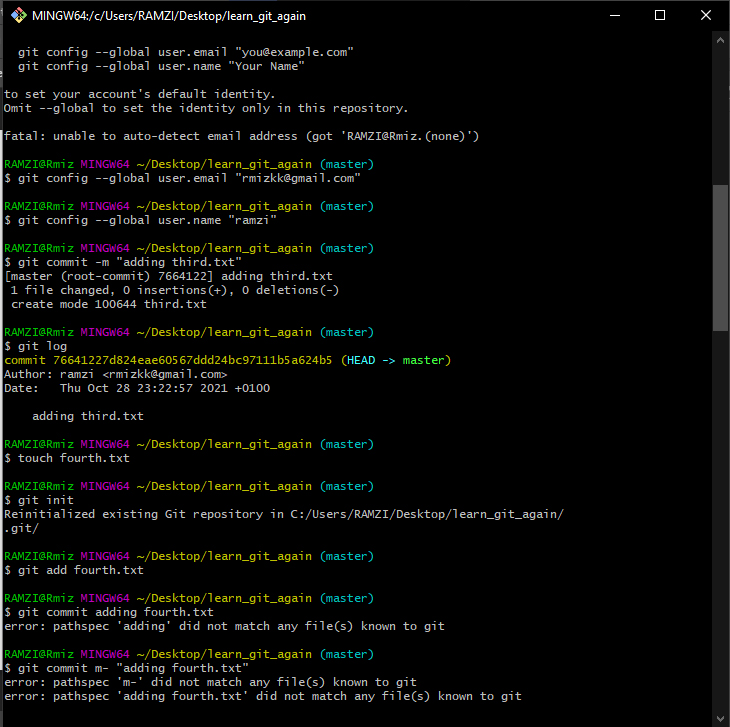 MINGW64:/c/Users/RAMZI/Desktop/learn_git_again
git config --global user.email "you@example.com"
git config --global user.name "Your Name"
to set your account's default identity.
Omit --global to set the identity only in this repository.
fatal: unable to auto-detect email address (got 'RAMZI@Rmiz.(none)')
RAMZI@Rmiz MINGW64 ~/Desktop/learn_git_again (master)
$ git config --global user.email "rmizkk@gmail.com"
RAMZI@Rmiz MINGW64 ~/Desktop/learn_git_again (master)
$ git config --global user.name "ramzi"
RAMZI@Rmiz MINGW64 ~/Desktop/learn_git_again (master)
$ git commit -m "adding third.txt"
[master (root-commit) 7664122] adding third.txt
1 file changed, 0 insertions(+), 0 deletions(-)
create mode 100644 third.txt
RAMZI@Rmiz MINGW64 ~/Desktop/learn_git_again (master)
$ git log
commit 76641227d824eae60567ddd24bc97111b5a624b5 (HEAD -> master)
Author: ramzi <rmizkk@gmail.com>
Date:   Thu Oct 28 23:22:57 2021 +0100
adding third.txt
RAMZI@Rmiz MINGW64 ~/Desktop/learn_git_again (master)
$ touch fourth.txt
RAMZI@Rmiz MINGW64 ~/Desktop/learn_git_again (master)
$ git init
Reinitialized existing Git repository in C:/Users/RAMZI/Desktop/learn_git_again/
.git/
RAMZI@Rmiz MINGW64 ~/Desktop/learn_git_again (master)
$ git add fourth.txt
RAMZI@Rmiz MINGW64 ~/Desktop/learn_git_again (master)
$ git commit adding fourth.txt
error: pathspec 'adding' did not match any file(s) known to git
RAMZI@Rmiz MINGW64 ~/Desktop/learn_git_again (master)
$ git commit m- "adding fourth.txt"
error: pathspec 'm-' did not match any file(s) known to git
error: pathspec 'adding fourth.txt' did not match any file(s) known to git